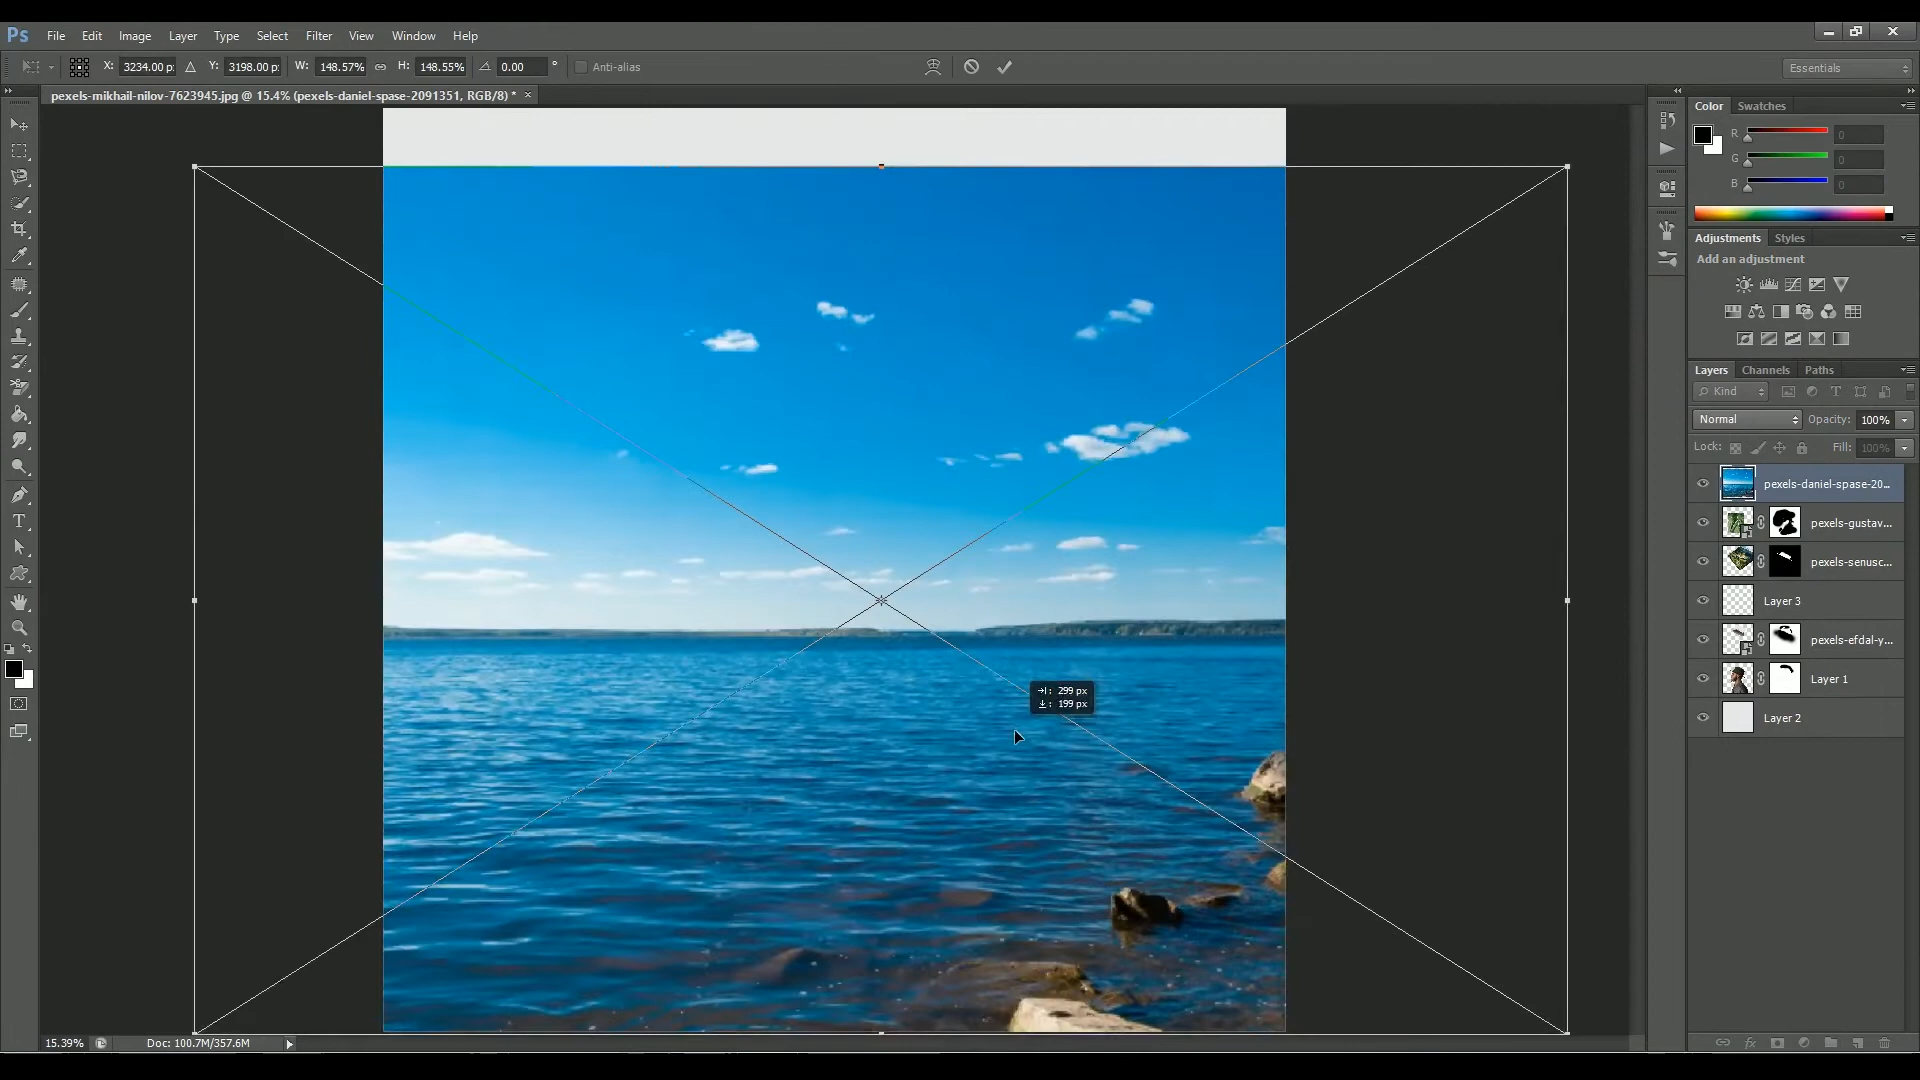 Ps File Edit Image Layer Type Select Filter View Window Help
X: 3234.00 p: Y: 3198.00 p: W: 148.57% H: 148.55% 0.00 ° Anti-alias Essentials
pexels-mikhail-nilov-7623945.jpg @ 15.4% (pexels-daniel-spase-2091351, RGB/8) * ×
Color Swatches
R 0
G 0
B 0
Adjustments Styles
Add an adjustment
Layers Channels Paths
Kind
Normal Opacity: 100%
Lock: Fill: 100%
pexels-daniel-spase-20...
pexels-gustav...
pexels-senusc...
Layer 3
pexels-efdal-y...
Layer 1
Layer 2
299 px
199 px
15.39% Doc: 100.7M/357.6M